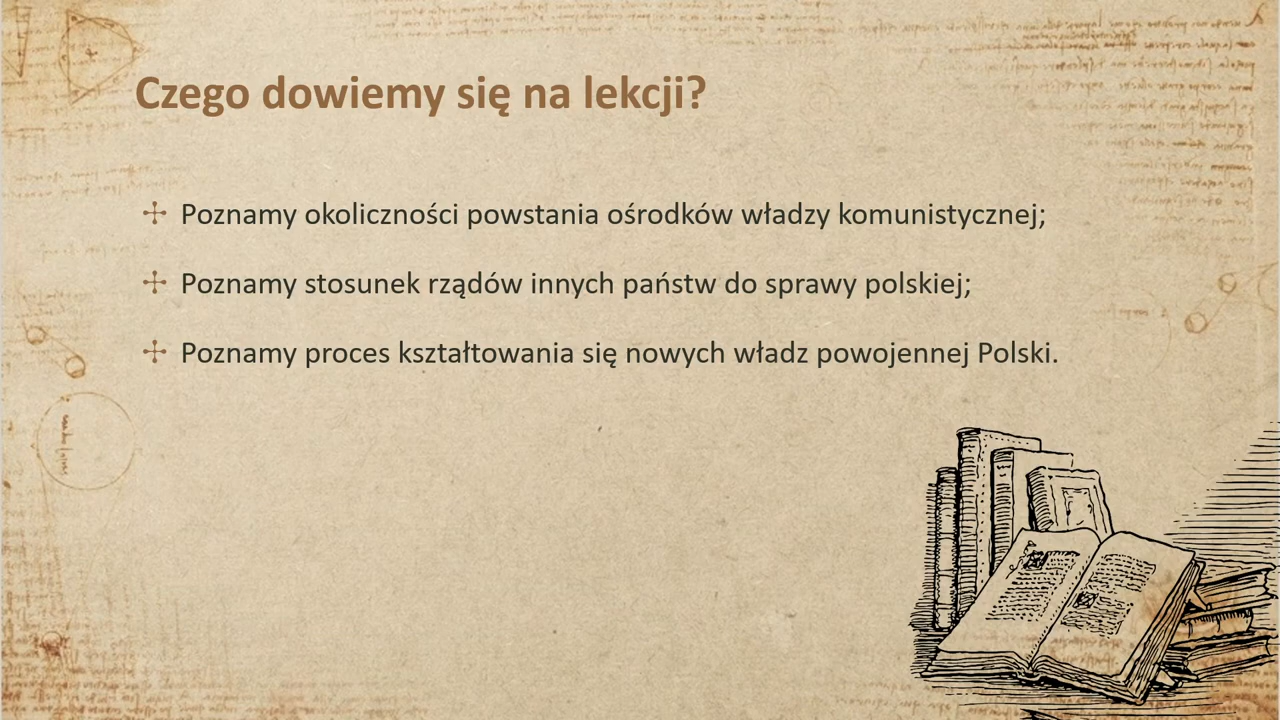 Czego dowiemy się na lekcji?
Poznamy okoliczności powstania ośrodków władzy komunistycznej;
Poznamy stosunek rządów innych państw do sprawy polskiej;
Poznamy proces kształtowania się nowych władz powojennej Polski.